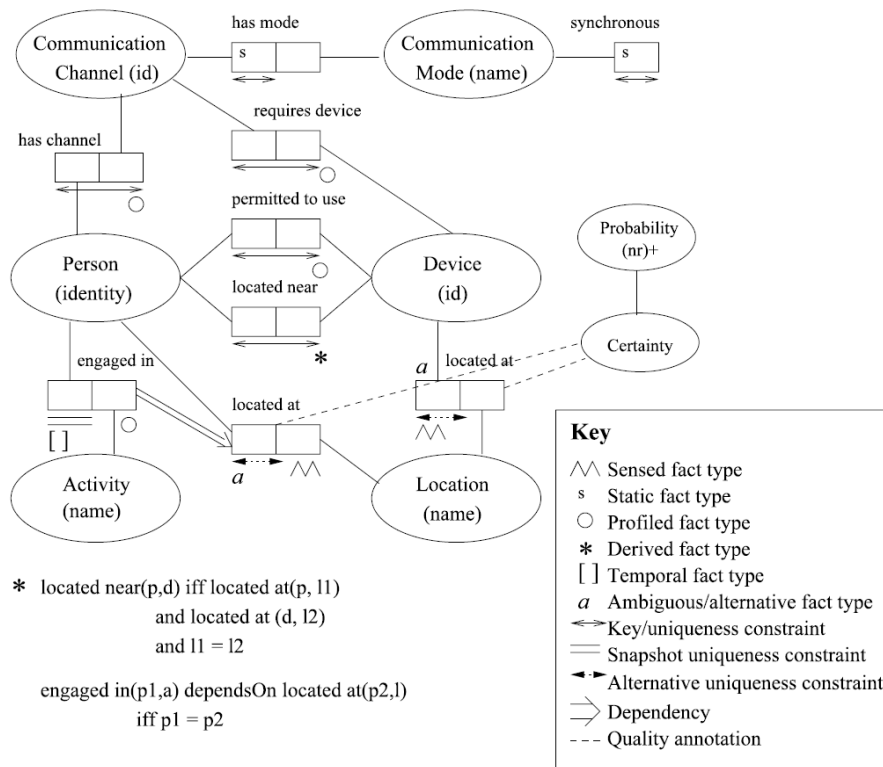 has mode
synchronous
Communication
Channel (id)
s
Communication
Mode (name)
s
requires device
has channel
permitted to use
Probability
(nr)+
Person
(identity)
Device
(id)
located near
*
Certainty
engaged in
a
located at
located at
[ ]
a
Activity
(name)
Location
(name)
Key
Sensed fact type
s Static fact type
Profiled fact type
* Derived fact type
[ ] Temporal fact type
a Ambiguous/alternative fact type
Key/uniqueness constraint
Snapshot uniqueness constraint
Alternative uniqueness constraint
Dependency
Quality annotation
* located near(p,d) iff located at(p, l1)
and located at (d, l2)
and l1 = l2
engaged in(p1,a) dependsOn located at(p2,l)
iff p1 = p2